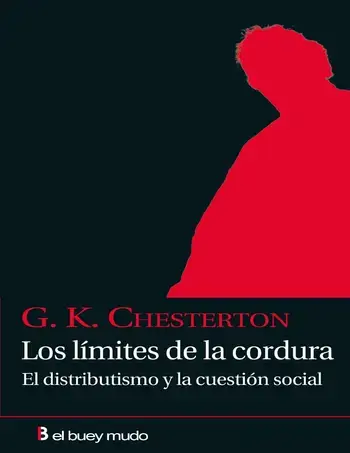 G. K. CHESTERTON
Los límites de la cordura
El distributismo y la cuestión social
B el buey mudo